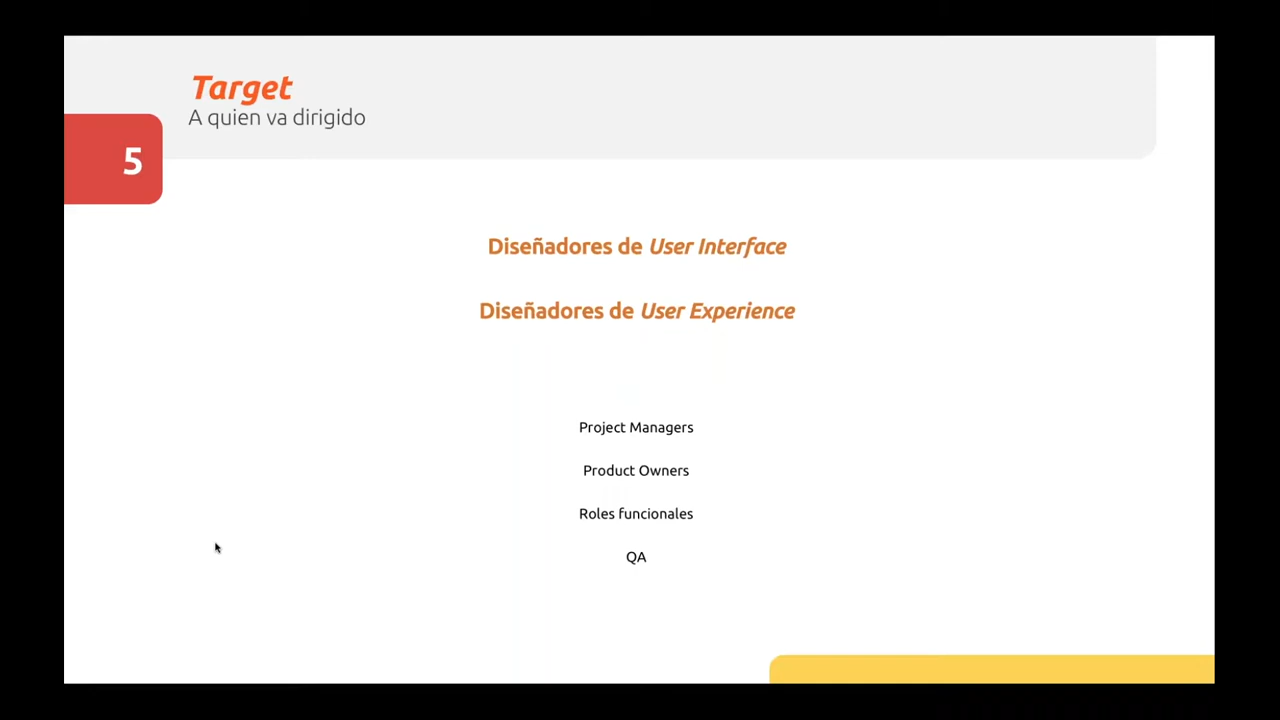 Target
A quien va dirigido
5
Diseñadores de User Interface
Diseñadores de User Experience
Project Managers
Product Owners
Roles funcionales
QA